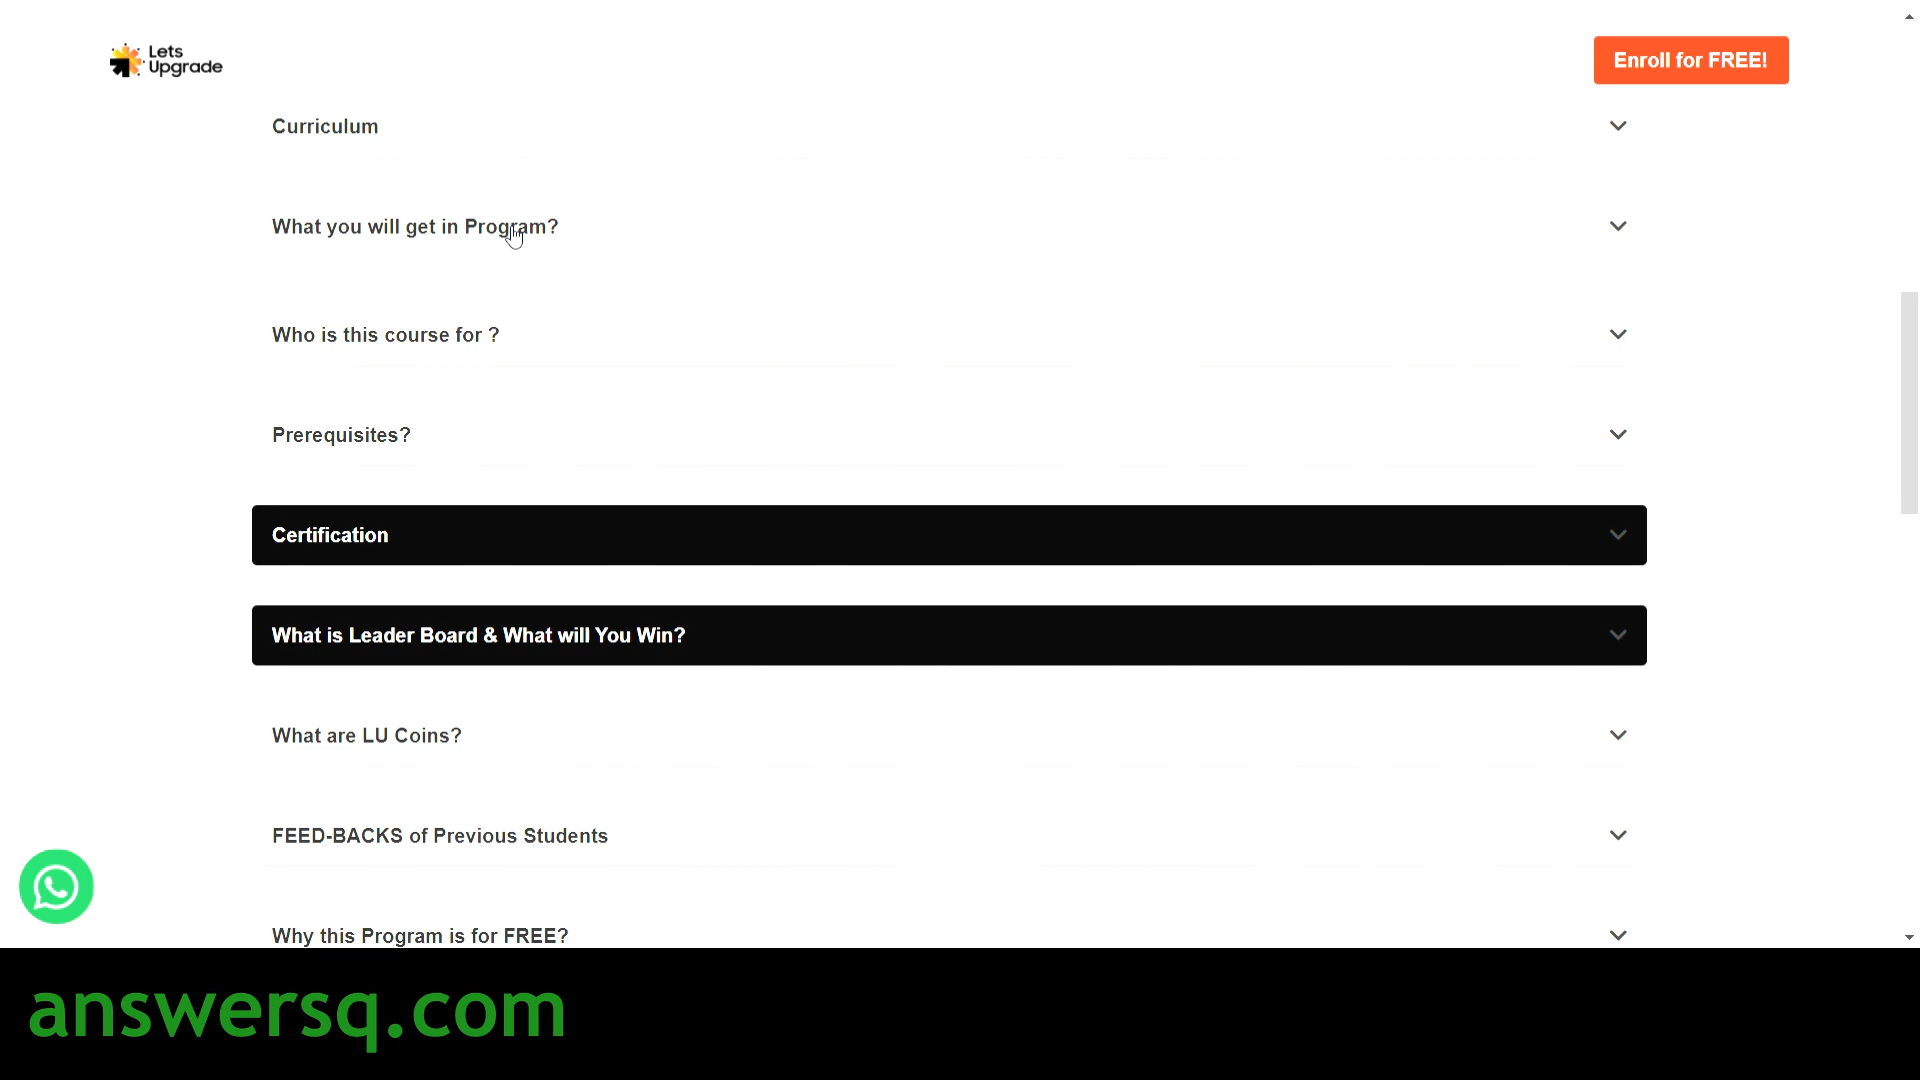 Lets
Upgrade
Enroll for FREE!
Curriculum
What you will get in Program?
Who is this course for ?
Prerequisites?
Certification
What is Leader Board & What will You Win?
What are LU Coins?
FEED-BACKS of Previous Students
Why this Program is for FREE?
answersq.com